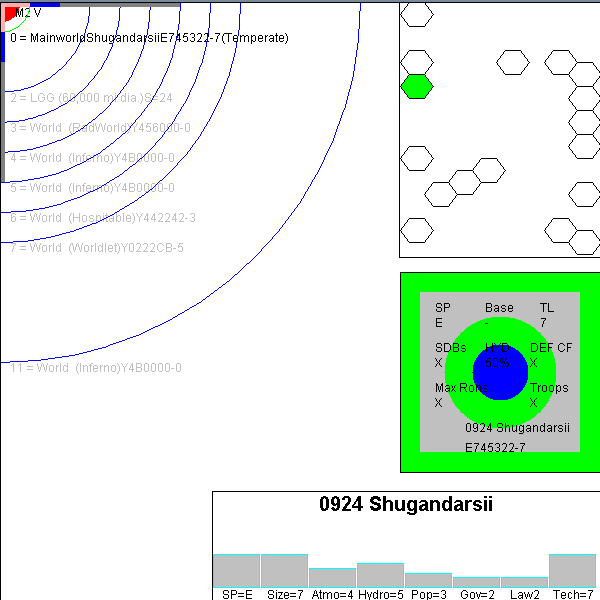 M2 V
0 = MainworldShugandarsiiE745322-7(Temperate)
2 = LGG (60,000 mi dia.)S=24
3 = World (RadWorld)Y456000-0
4 = World (Inferno)Y4B0000-0
5 = World (Inferno)Y4B0000-0
6 = World (Hospitable)Y442242-3
7 = World (Worldlet)Y0222CB-5
11 = World (Inferno)Y4B0000-0
SP Base TL
E - 7
SDBs HYD DEF CF
X 50% X
Max Rone Troops
X X
0924 Shugandarsii
E745322-7
0924 Shugandarsii
SP=E Size=7 Atmo=4 Hydro=5 Pop=3 Gov=2 Law2 Tech=7